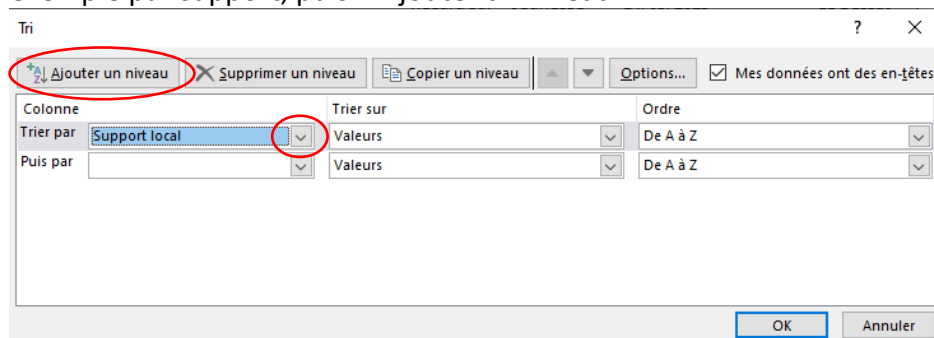 Tri ? ×
Ajouter un niveau Supprimer un niveau Copier un niveau Options... Mes données ont des en-têtes
Colonne Trier sur Ordre
Trier par Support local Valeurs De A à Z
Puis par Valeurs De A à Z
OK Annuler